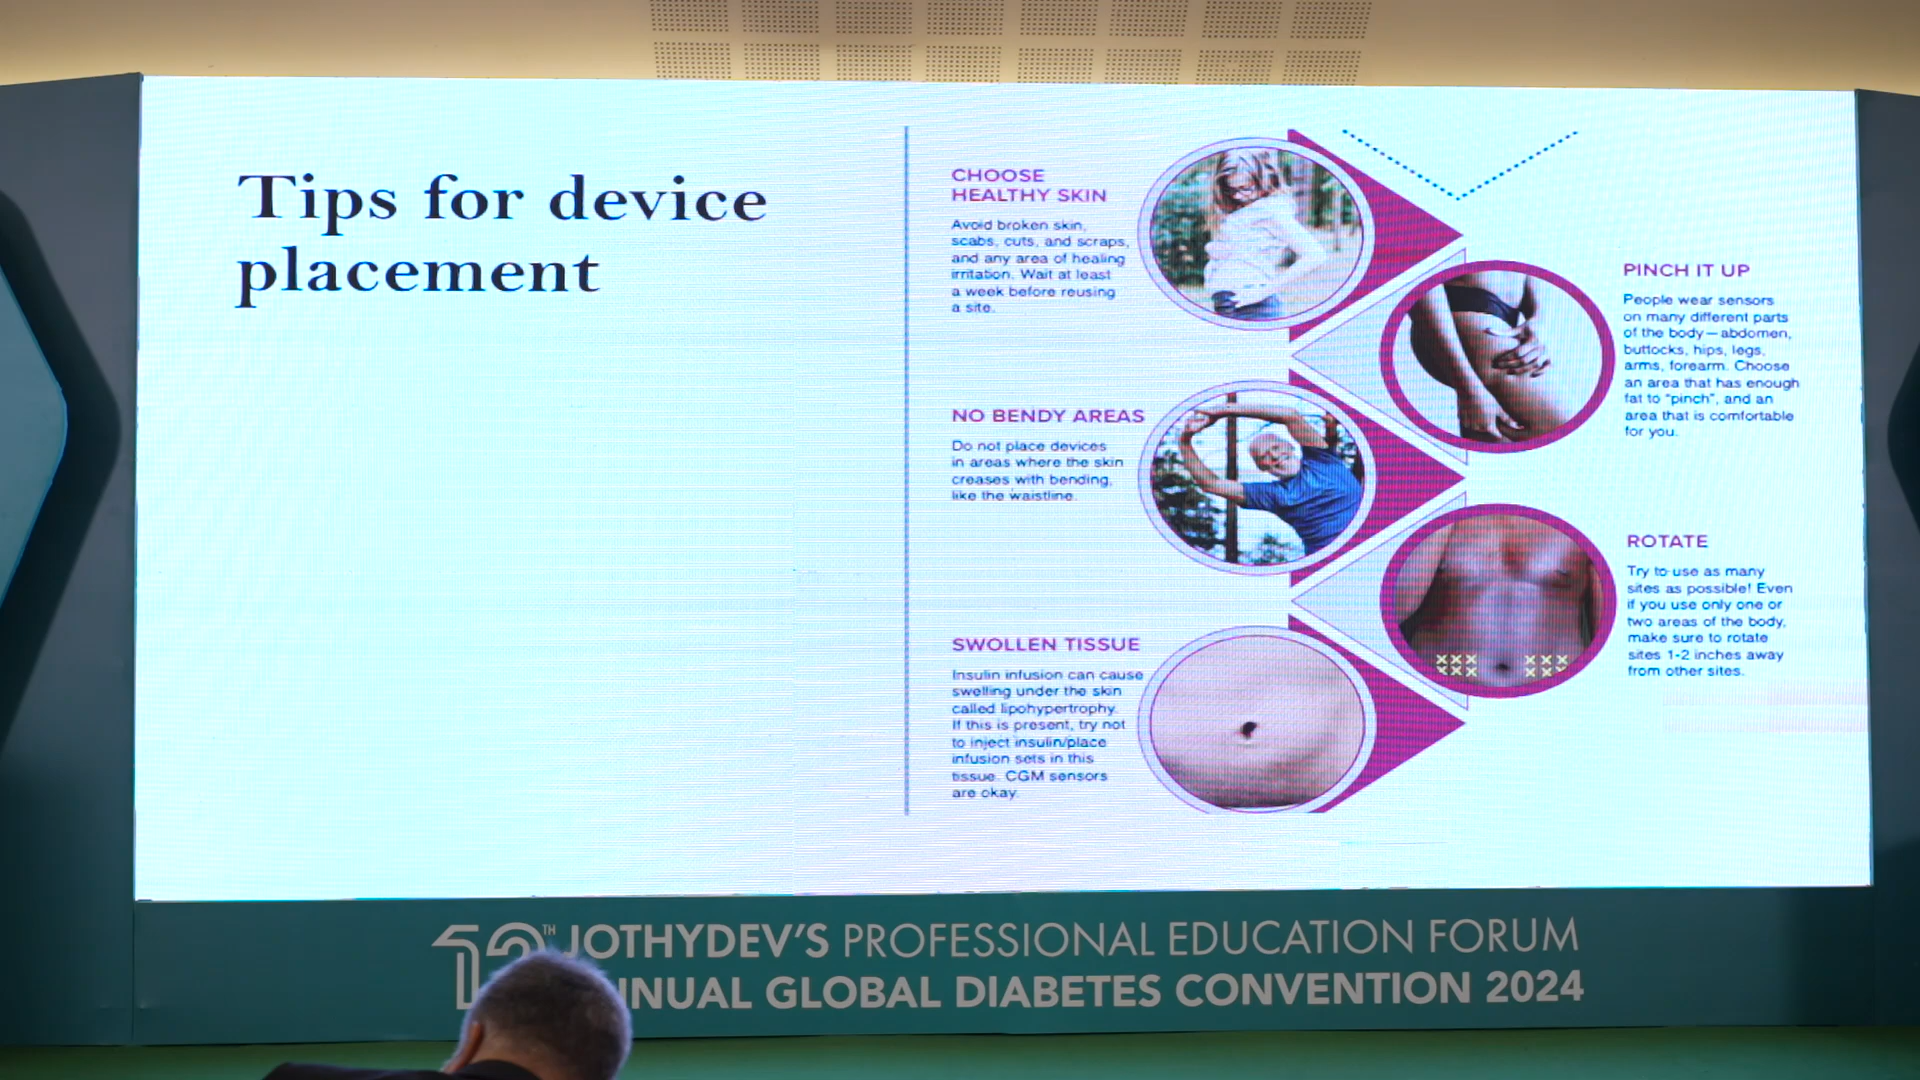 Tips for device
placement
CHOOSE
HEALTHY SKIN
Avoid broken skin,
scabs, cuts, and scraps,
and any area of healing
irritation. Wait at least
a week before reusing
a site.
PINCH IT UP
People wear sensors
on many different parts
of the body—abdomen,
buttocks, hips, legs,
arms, forearm. Choose
an area that has enough
fat to "pinch", and an
area that is comfortable
for you.
NO BENDY AREAS
Do not place devices
in areas where the skin
creases with bending,
like the waistline.
ROTATE
Try to use as many
sites as possible! Even
if you use only one or
two areas of the body,
make sure to rotate
sites 1-2 inches away
from other sites.
XXX XXX
XXX XXX
SWOLLEN TISSUE
Insulin infusion can cause
swelling under the skin
called lipohypertrophy.
If this is present, try not
to inject insulin/place
infusion sets in this
tissue. CGM sensors
are okay.
TH JOTHYDEV'S PROFESSIONAL EDUCATION FORUM
NUAL GLOBAL DIABETES CONVENTION 2024